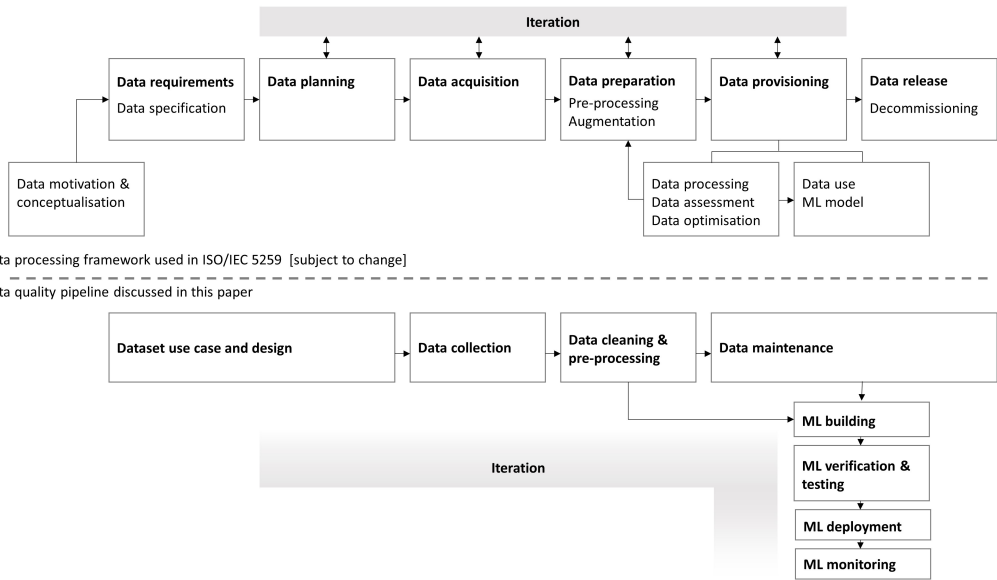 Iteration
Data requirements
Data specification
Data planning
Data acquisition
Data preparation
Pre-processing
Augmentation
Data provisioning
Data release
Decommissioning
Data motivation &
conceptualisation
Data processing
Data assessment
Data optimisation
Data use
ML model
ta processing framework used in ISO/IEC 5259 [subject to change]
ta quality pipeline discussed in this paper
Dataset use case and design
Data collection
Data cleaning &
pre-processing
Data maintenance
ML building
Iteration
ML verification &
testing
ML deployment
ML monitoring